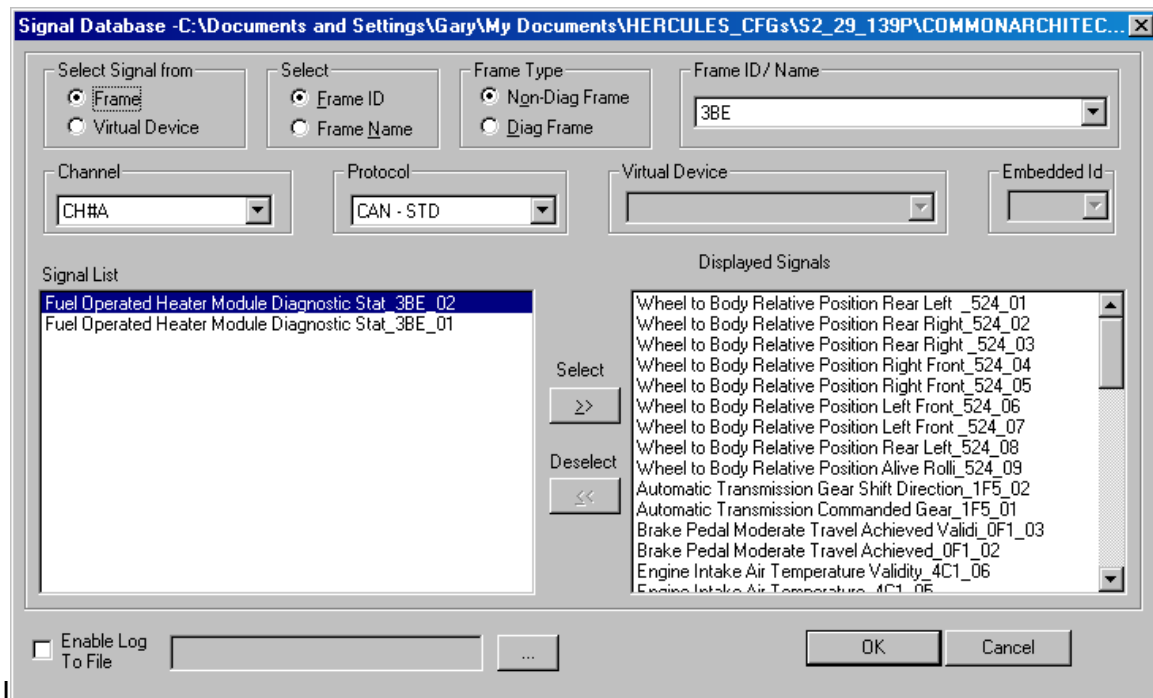 Signal Database -C:\Documents and Settings\Gary\My Documents\HERCULES_CFGs\S2_29_139P\COMMONARCHITEC...
Select Signal from
Frame
Virtual Device
Select
Frame ID
Frame Name
Frame Type
Non-Diag Frame
Diag Frame
Frame ID/ Name
3BE
Channel
CH#A
Protocol
CAN - STD
Virtual Device
Embedded Id
Signal List
Fuel Operated Heater Module Diagnostic Stat_3BE_02
Fuel Operated Heater Module Diagnostic Stat_3BE_01
Select
>>
Deselect
<<
Displayed Signals
Wheel to Body Relative Position Rear Left _524_01
Wheel to Body Relative Position Rear Right_524_02
Wheel to Body Relative Position Rear Right _524_03
Wheel to Body Relative Position Right Front_524_04
Wheel to Body Relative Position Right Front_524_05
Wheel to Body Relative Position Left Front_524_06
Wheel to Body Relative Position Left Front _524_07
Wheel to Body Relative Position Rear Left_524_08
Wheel to Body Relative Position Alive Rolli_524_09
Automatic Transmission Gear Shift Direction_1F5_02
Automatic Transmission Commanded Gear_1F5_01
Brake Pedal Moderate Travel Achieved Validi_0F1_03
Brake Pedal Moderate Travel Achieved_0F1_02
Engine Intake Air Temperature Validity_4C1_06
Engine Intake Air Temperature_4C1_05
Enable Log
To File
...
OK
Cancel